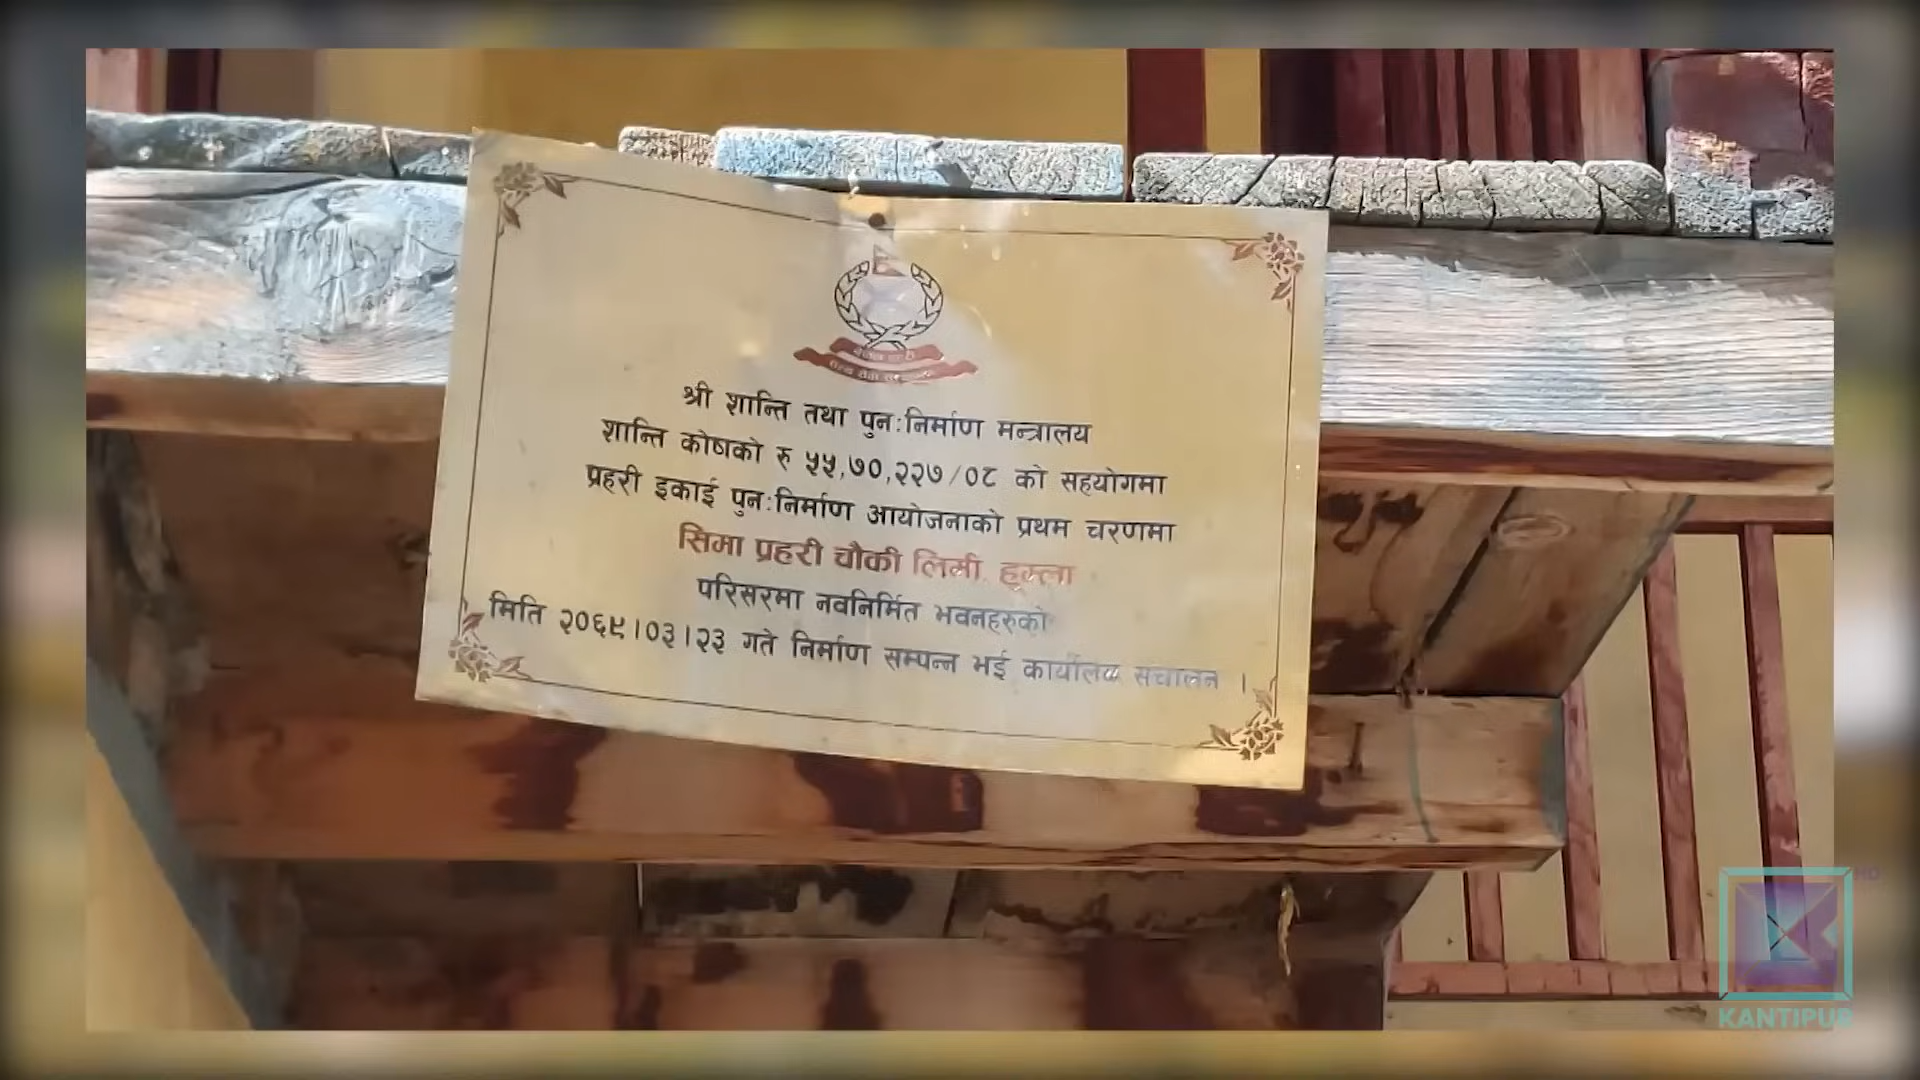 श्री शान्ति तथा पुन:निर्माण मन्त्रालय
शान्ति कोषको रु ५५,७०,२२७/०८ को सहयोगमा
प्रहरी इकाई पुन:निर्माण आयोजनाको प्रथम चरणमा
सिमा प्रहरी चौकी लिमी, हुम्ला
परिसरमा नवनिर्मित भवनहरुको
मिति २०६९।०३।२३ गते निर्माण सम्पन्न भई कार्यालय संचालन ।
HD
KANTIPUR